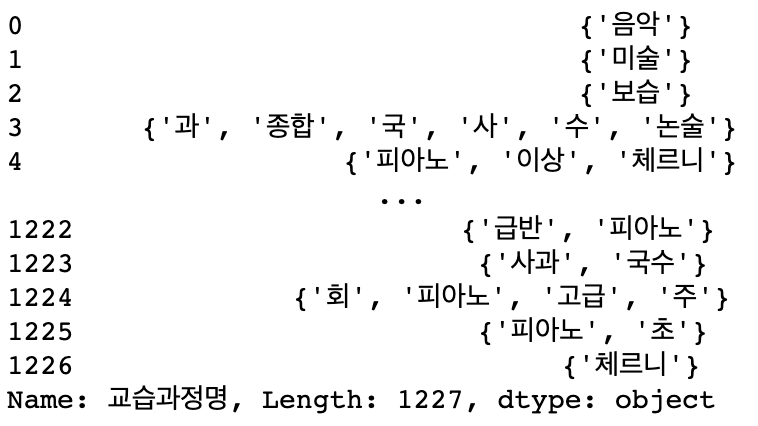 0 {'음악'}
1 {'미술'}
2 {'보습'}
3 {'과', '종합', '국', '사', '수', '논술'}
4 {'피아노', '이상', '체르니'}
...
1222 {'급반', '피아노'}
1223 {'사과', '국수'}
1224 {'회', '피아노', '고급', '주'}
1225 {'피아노', '초'}
1226 {'체르니'}
Name: 교습과정명, Length: 1227, dtype: object